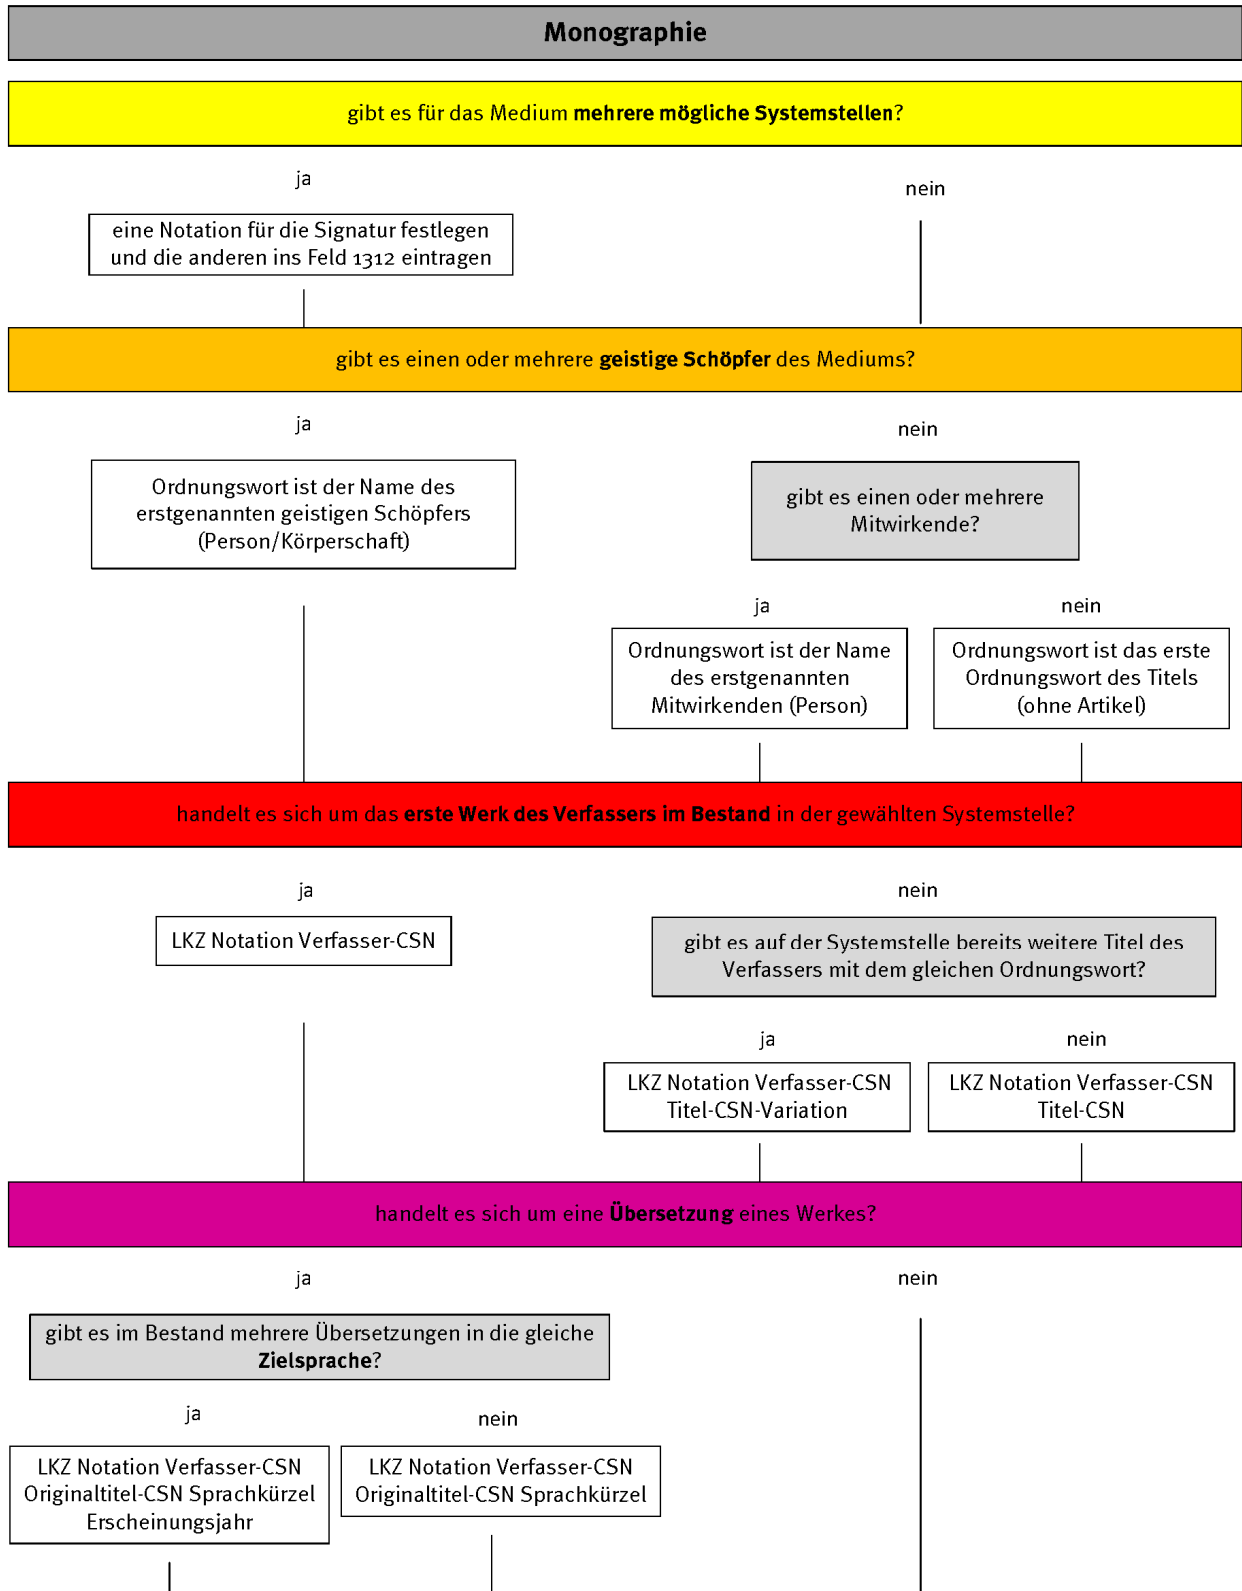 Monographie
gibt es für das Medium mehrere mögliche Systemstellen?
ja
nein
eine Notation für die Signatur festlegen
und die anderen ins Feld 1312 eintragen
gibt es einen oder mehrere geistige Schöpfer des Mediums?
ja
nein
Ordnungswort ist der Name des
erstgenannten geistigen Schöpfers
(Person/Körperschaft)
gibt es einen oder mehrere
Mitwirkende?
ja
nein
Ordnungswort ist der Name
des erstgenannten
Mitwirkenden (Person)
Ordnungswort ist das erste
Ordnungswort des Titels
(ohne Artikel)
handelt es sich um das erste Werk des Verfassers im Bestand in der gewählten Systemstelle?
ja
nein
LKZ Notation Verfasser-CSN
gibt es auf der Systemstelle bereits weitere Titel des
Verfassers mit dem gleichen Ordnungswort?
ja
nein
LKZ Notation Verfasser-CSN
Titel-CSN-Variation
LKZ Notation Verfasser-CSN
Titel-CSN
handelt es sich um eine Übersetzung eines Werkes?
ja
nein
gibt es im Bestand mehrere Übersetzungen in die gleiche
Zielsprache?
ja
nein
LKZ Notation Verfasser-CSN
Originaltitel-CSN Sprachkürzel
Erscheinungsjahr
LKZ Notation Verfasser-CSN
Originaltitel-CSN Sprachkürzel